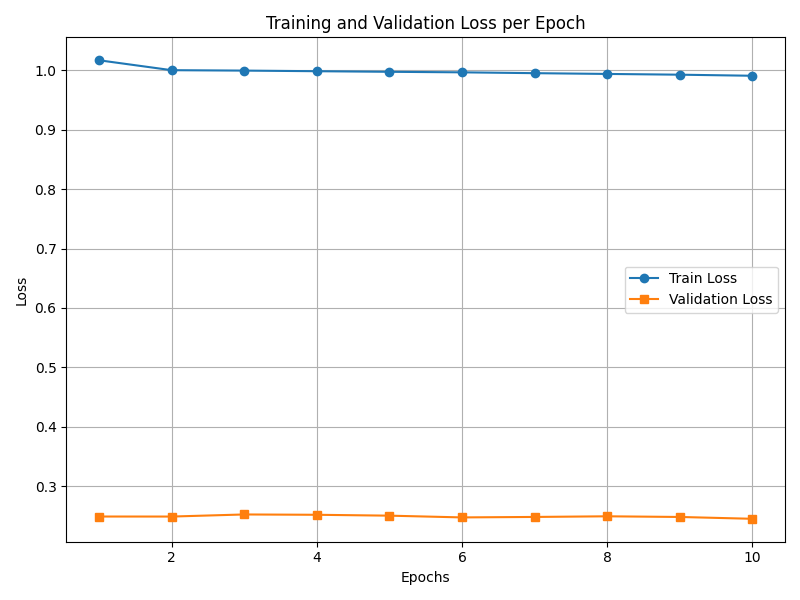 Training and Validation Loss per Epoch
1.0
0.9
0.8
0.7
0.6
0.5
0.4
0.3
Loss
Train Loss
Validation Loss
2 4 6 8 10
Epochs